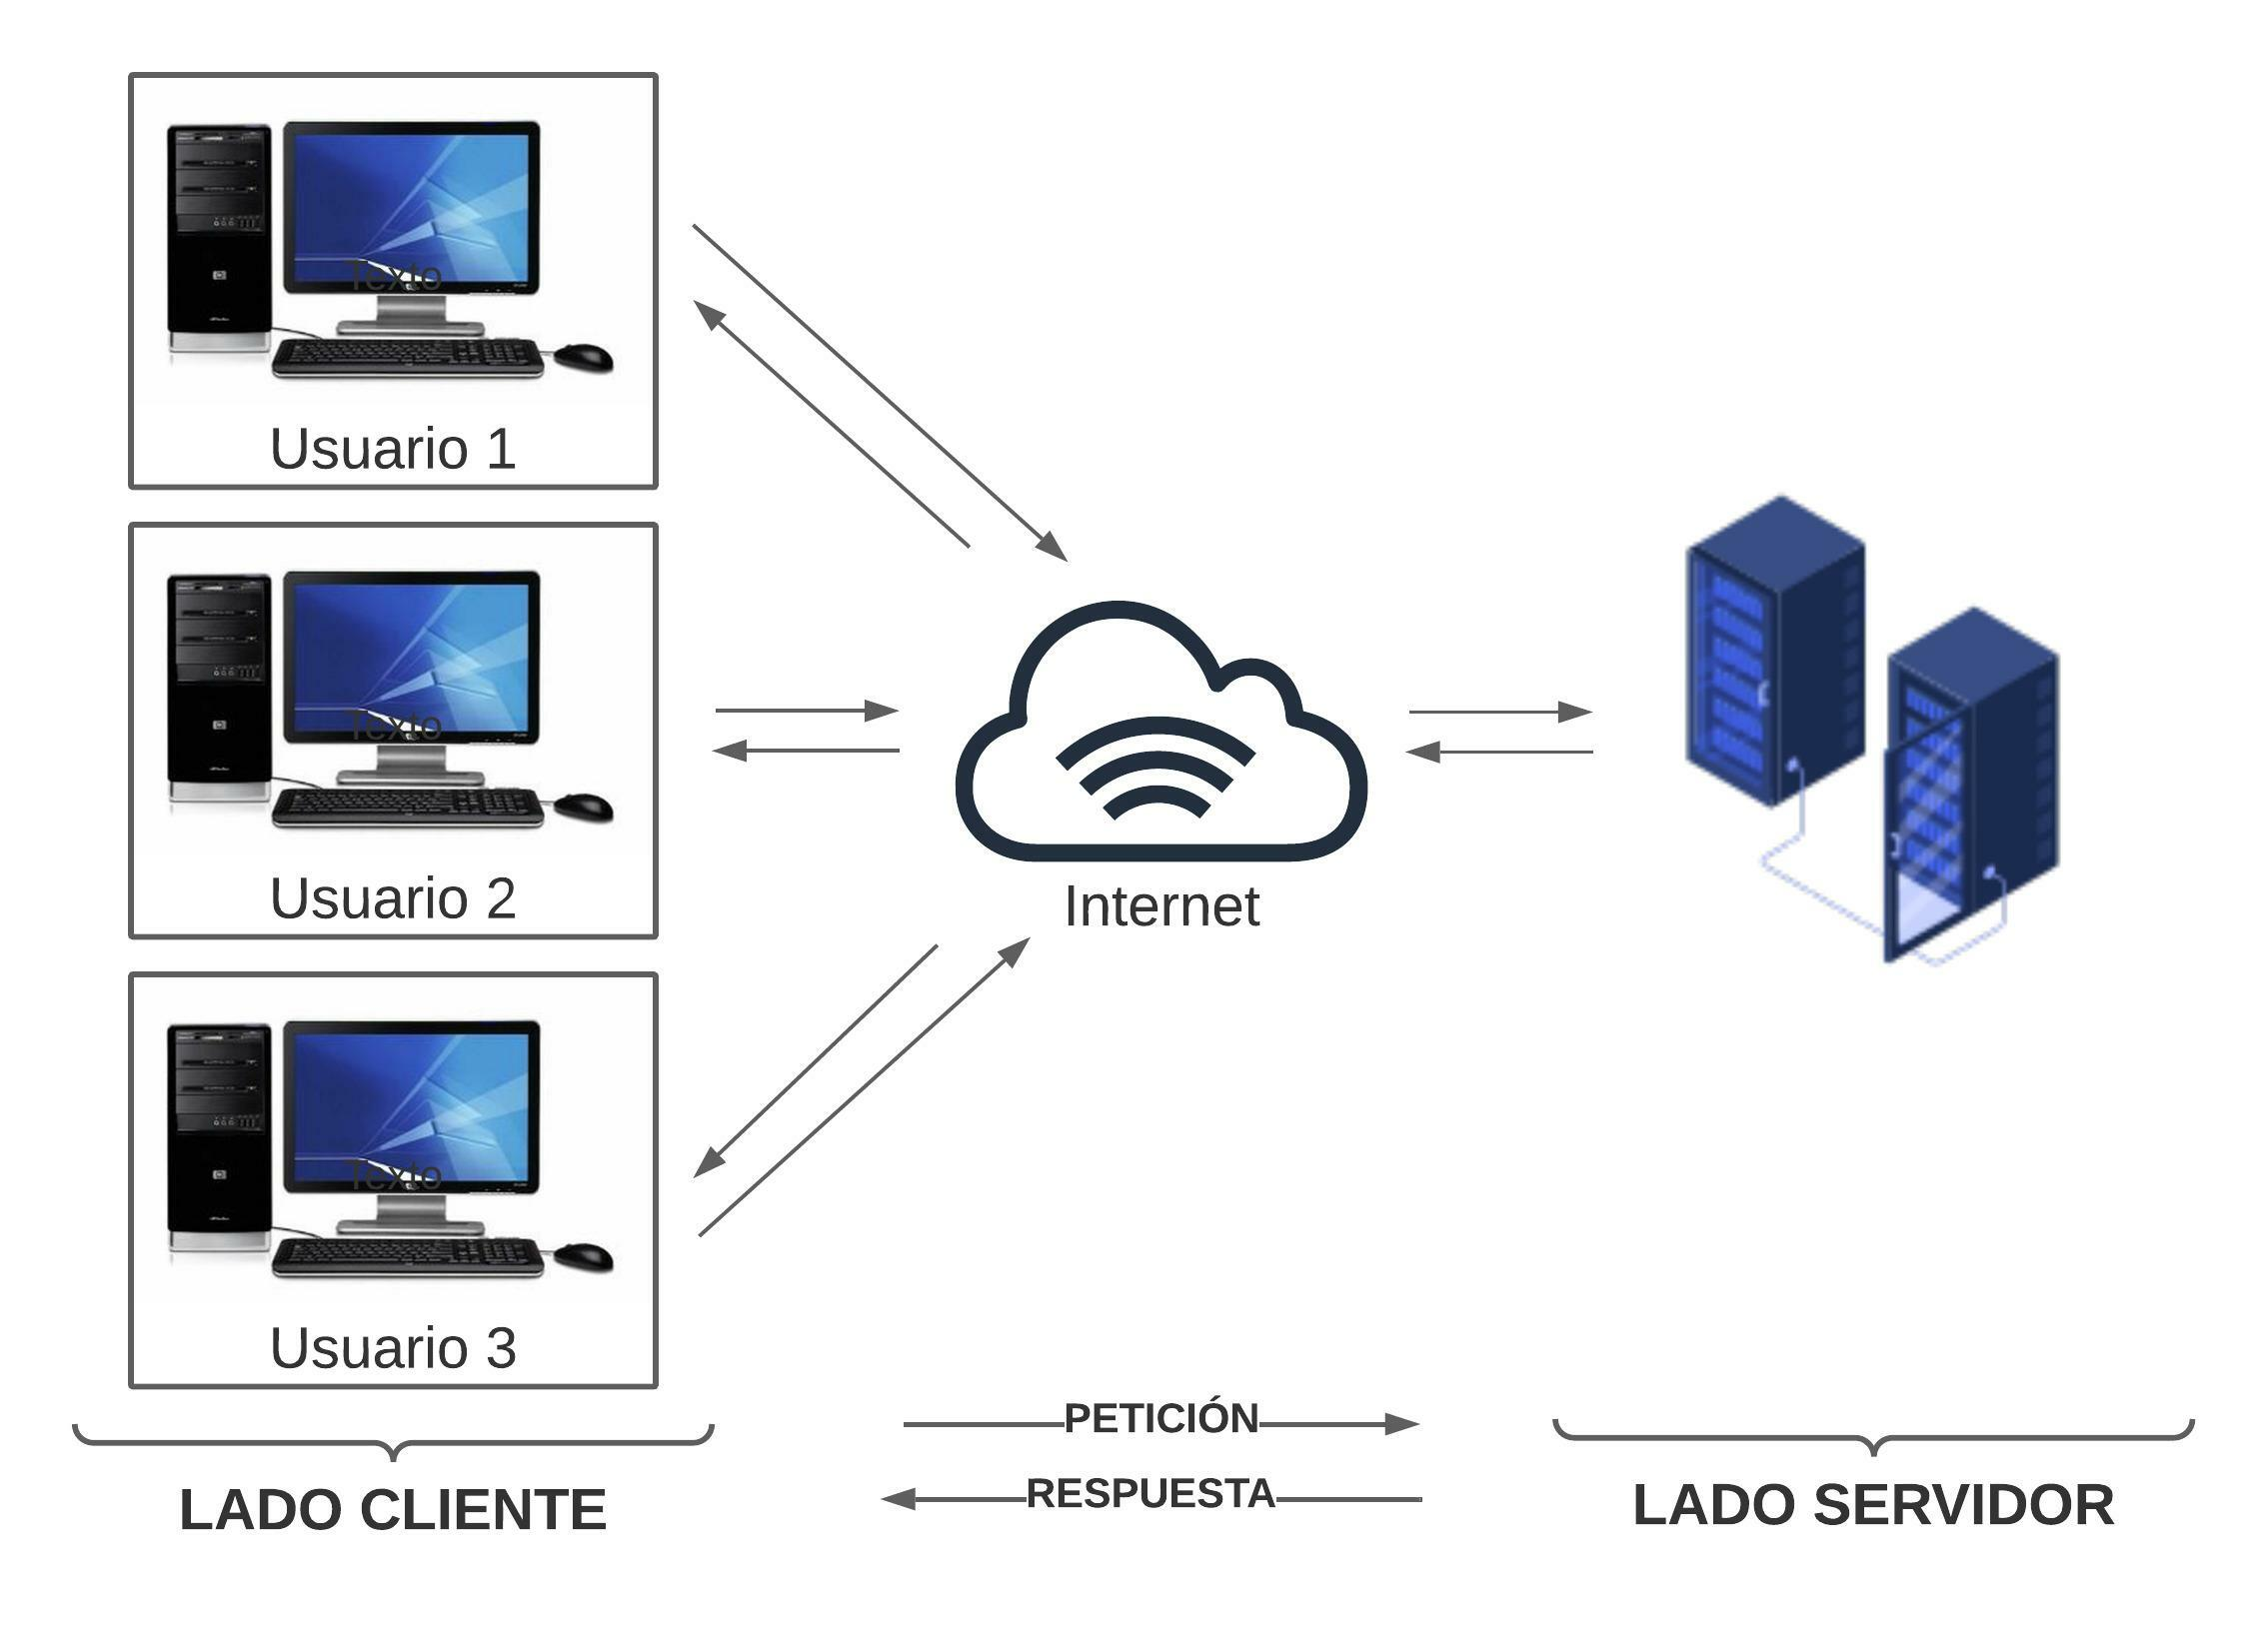 Texto
Usuario 1
Texto
Usuario 2
Internet
Texto
Usuario 3
PETICIÓN
RESPUESTA
LADO CLIENTE
LADO SERVIDOR